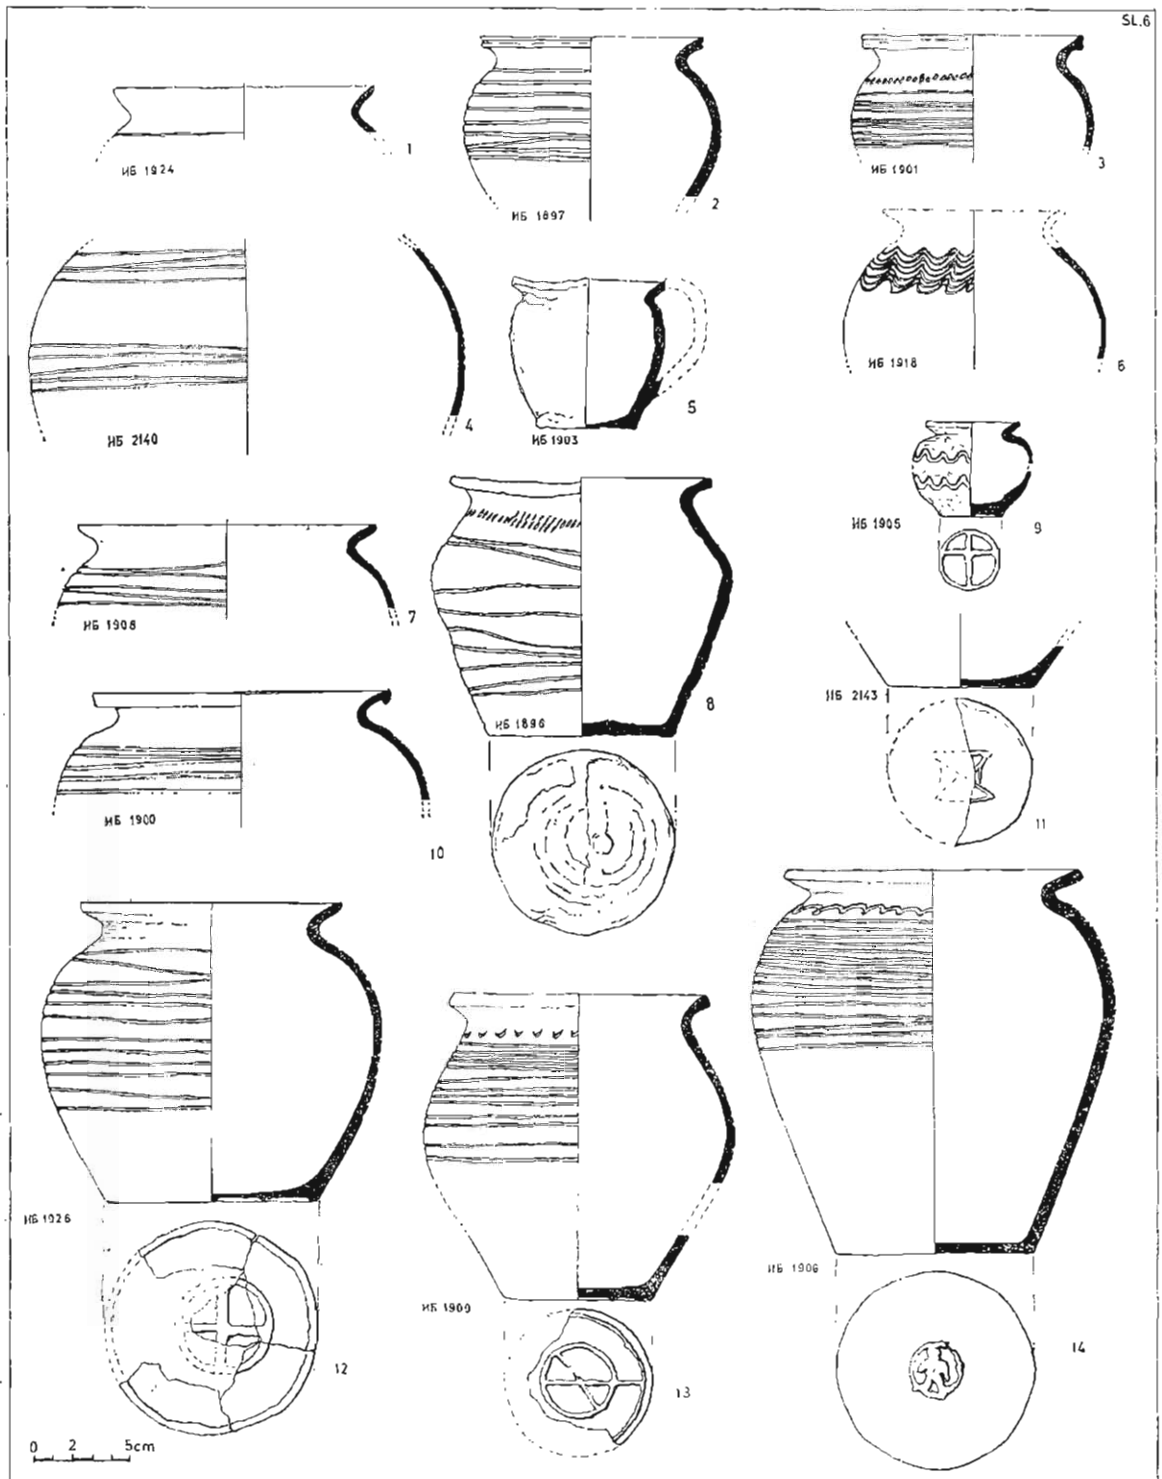 SL.6
ИБ 1924
1
ИБ 1897
2
ИБ 1901
3
ИБ 2140
4
ИБ 1903
5
ИБ 1918
6
ИБ 1908
7
ИБ 1896
8
ИБ 1905
9
ИБ 1900
10
ИБ 2143
11
ИБ 1926
12
ИБ 1909
13
ИБ 1906
14
0 2 5cm